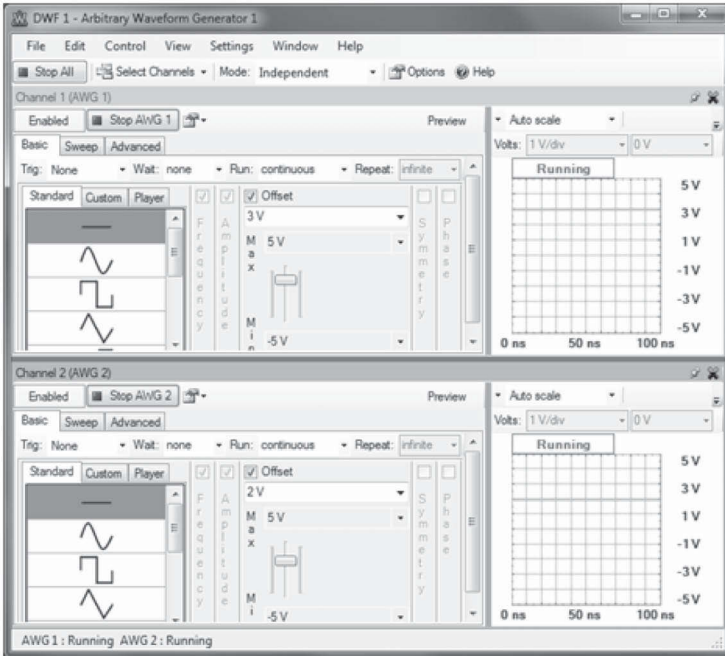 DWF 1 - Arbitrary Waveform Generator 1
File Edit Control View Settings Window Help
Stop All Select Channels Mode: Independent Options Help
Channel 1 (AWG 1)
Enabled Stop AWG 1 Preview Auto scale
Basic Sweep Advanced Volts: 1 V/div 0 V
Trig: None Wait: none Run: continuous Repeat: infinite Running
Standard Custom Player Offset
Frequency Amplitude Symmetry Phase
3 V
Max 5 V
Min -5 V
5 V
3 V
1 V
-1 V
-3 V
-5 V
0 ns 50 ns 100 ns
Channel 2 (AWG 2)
Enabled Stop AWG 2 Preview Auto scale
Basic Sweep Advanced Volts: 1 V/div 0 V
Trig: None Wait: none Run: continuous Repeat: infinite Running
Standard Custom Player Offset
Frequency Amplitude Symmetry Phase
2 V
Max 5 V
Mi -5 V
5 V
3 V
1 V
-1 V
-3 V
-5 V
0 ns 50 ns 100 ns
AWG 1 : Running AWG 2 : Running